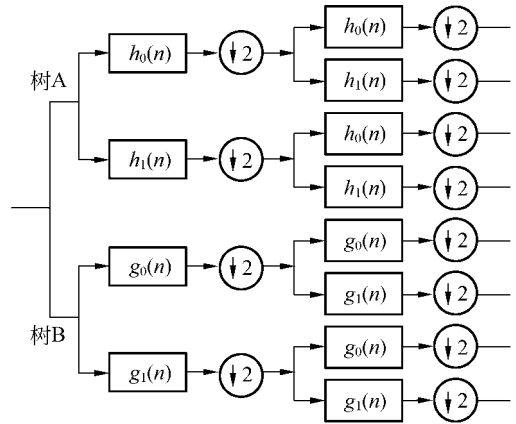 h₀(n) ↓2
h₀(n) ↓2
h₁(n) ↓2
树A
h₁(n) ↓2
h₀(n) ↓2
h₁(n) ↓2
g₀(n) ↓2
g₀(n) ↓2
g₁(n) ↓2
树B
g₁(n) ↓2
g₀(n) ↓2
g₁(n) ↓2